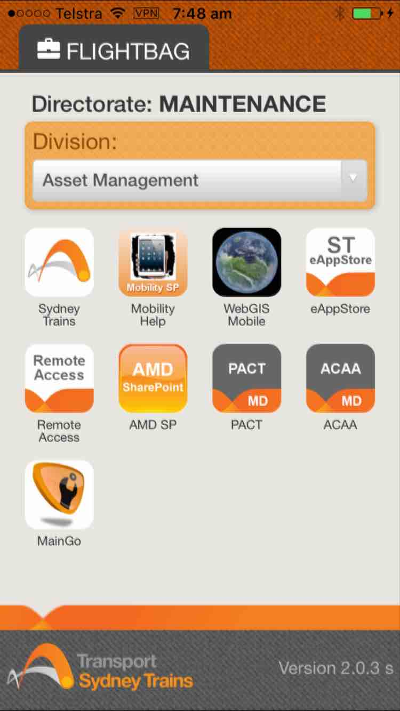 Telstra VPN 7:48 am
FLIGHTBAG
Directorate: MAINTENANCE
Division:
Asset Management
Mobility SP
ST
eAppStore
Sydney
Trains
Mobility
Help
WebGIS
Mobile
eAppStore
Remote
Access
AMD
SharePoint
PACT
MD
ACAA
MD
Remote
Access
AMD SP
PACT
ACAA
MainGo
Transport
Sydney Trains
Version 2.0.3 s